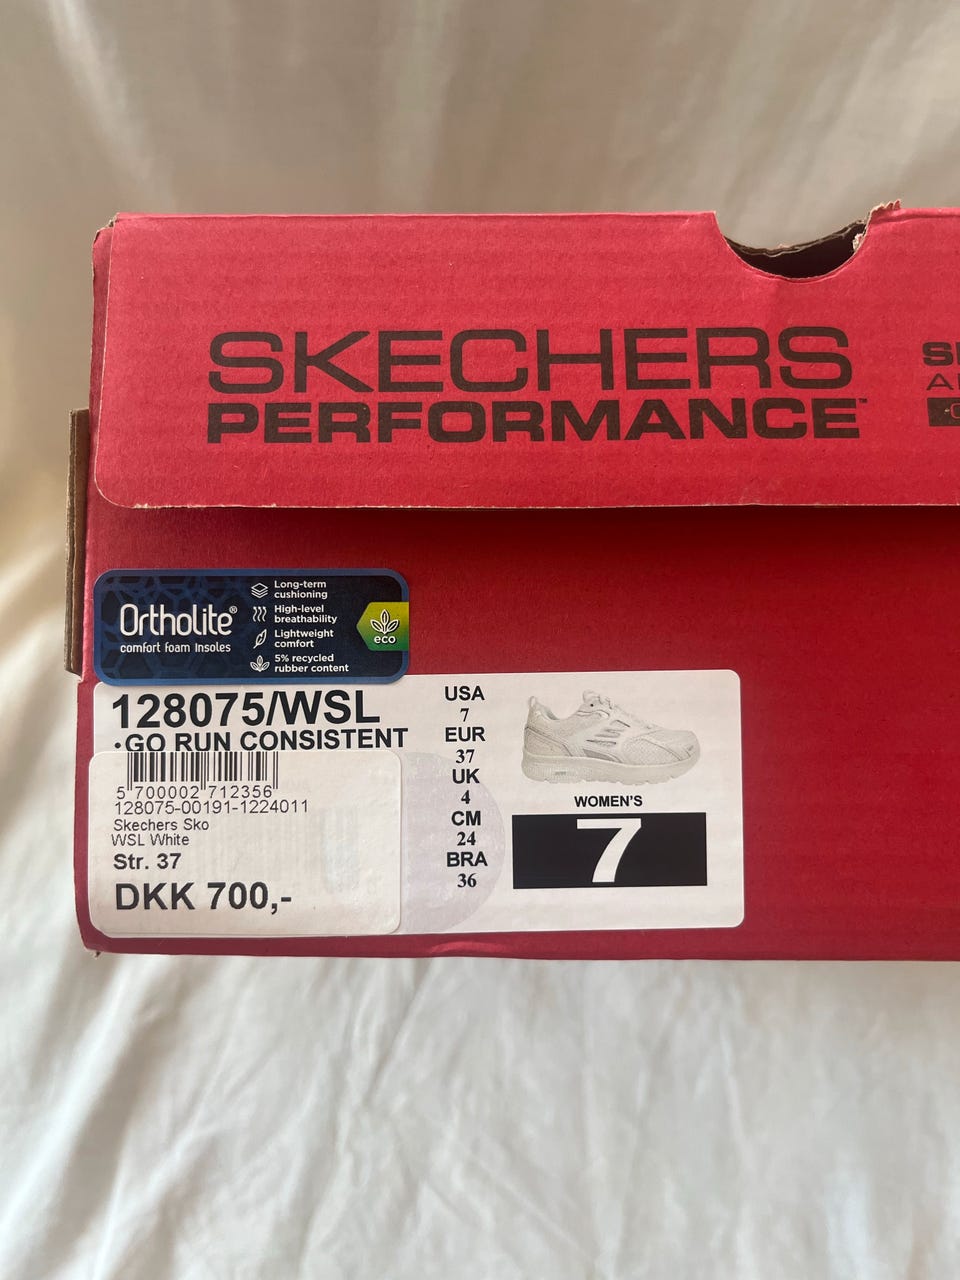 SKECHERS
PERFORMANCE™
Ortholite®
comfort foam insoles
Long-term
cushioning
High-level
breathability
Lightweight
comfort
5% recycled
rubber content
eco
128075/WSL
•GO RUN CONSISTENT
5 700002 712356
128075-00191-1224011
Skechers Sko
WSL White
Str. 37
DKK 700,-
USA
7
EUR
37
UK
4
CM
24
BRA
36
WOMEN'S
7